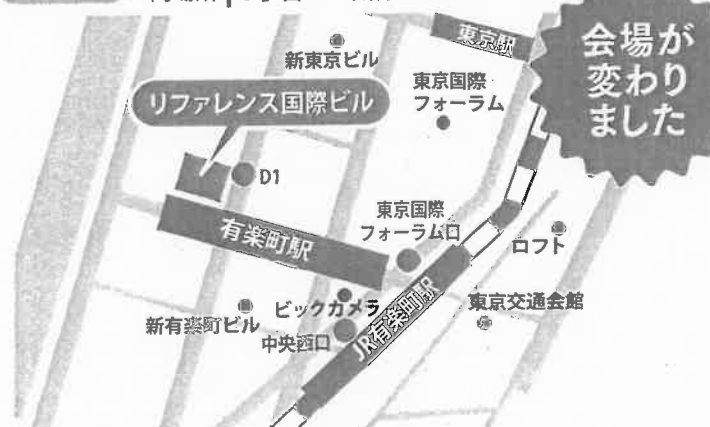 東京駅
会場が
変わり
ました
新東京ビル
東京国際
フォーラム
リファレンス国際ビル
D1
有楽町駅
東京国際
フォーラム口
ロフト
ビックカメラ
新有楽町ビル
中央西口
JR有楽町駅
東京交通会館